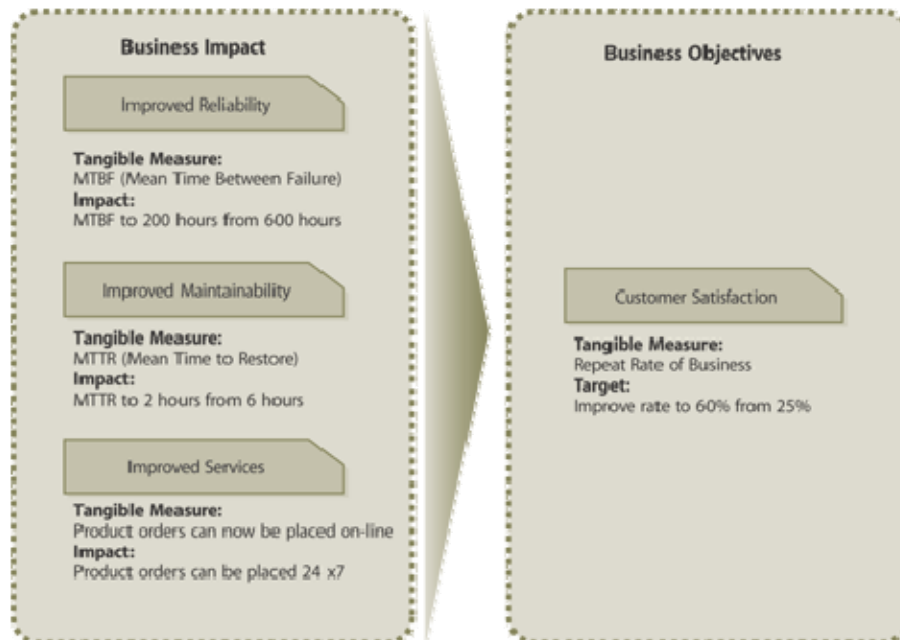 Business Impact
Improved Reliability
Tangible Measure:
MTBF (Mean Time Between Failure)
Impact:
MTBF to 200 hours from 600 hours
Improved Maintainability
Tangible Measure:
MTTR (Mean Time to Restore)
Impact:
MTTR to 2 hours from 6 hours
Improved Services
Tangible Measure:
Product orders can now be placed on-line
Impact:
Product orders can be placed 24 x7
Business Objectives
Customer Satisfaction
Tangible Measure:
Repeat Rate of Business
Target:
Improve rate to 60% from 25%